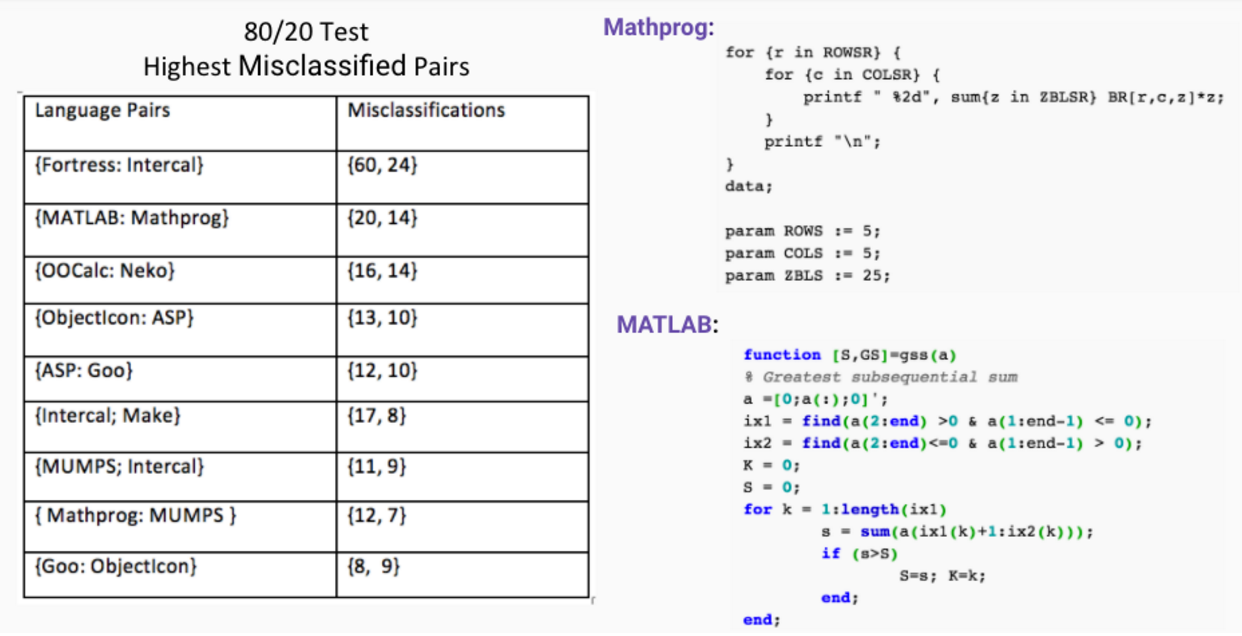 80/20 Test
Highest Misclassified Pairs
Language Pairs Misclassifications
{Fortress: Intercal} {60, 24}
{MATLAB: Mathprog} {20, 14}
{OOCalc: Neko} {16, 14}
{ObjectIcon: ASP} {13, 10}
{ASP: Goo} {12, 10}
{Intercal; Make} {17, 8}
{MUMPS; Intercal} {11, 9}
{ Mathprog: MUMPS } {12, 7}
{Goo: ObjectIcon} {8, 9}
Mathprog:
for {r in ROWSR} {
    for {c in COLSR} {
        printf " %2d", sum{z in ZBLSR} BR[r,c,z]*z;
    }
    printf "\n";
}
data;
param ROWS := 5;
param COLS := 5;
param ZBLS := 25;
MATLAB:
function [S,GS]=gss(a)
% Greatest subsequential sum
a =[0;a(:);0]';
ix1 = find(a(2:end) >0 & a(1:end-1) <= 0);
ix2 = find(a(2:end)<=0 & a(1:end-1) > 0);
K = 0;
S = 0;
for k = 1:length(ix1)
        s = sum(a(ix1(k)+1:ix2(k)));
        if (s>S)
                S=s; K=k;
        end;
end;